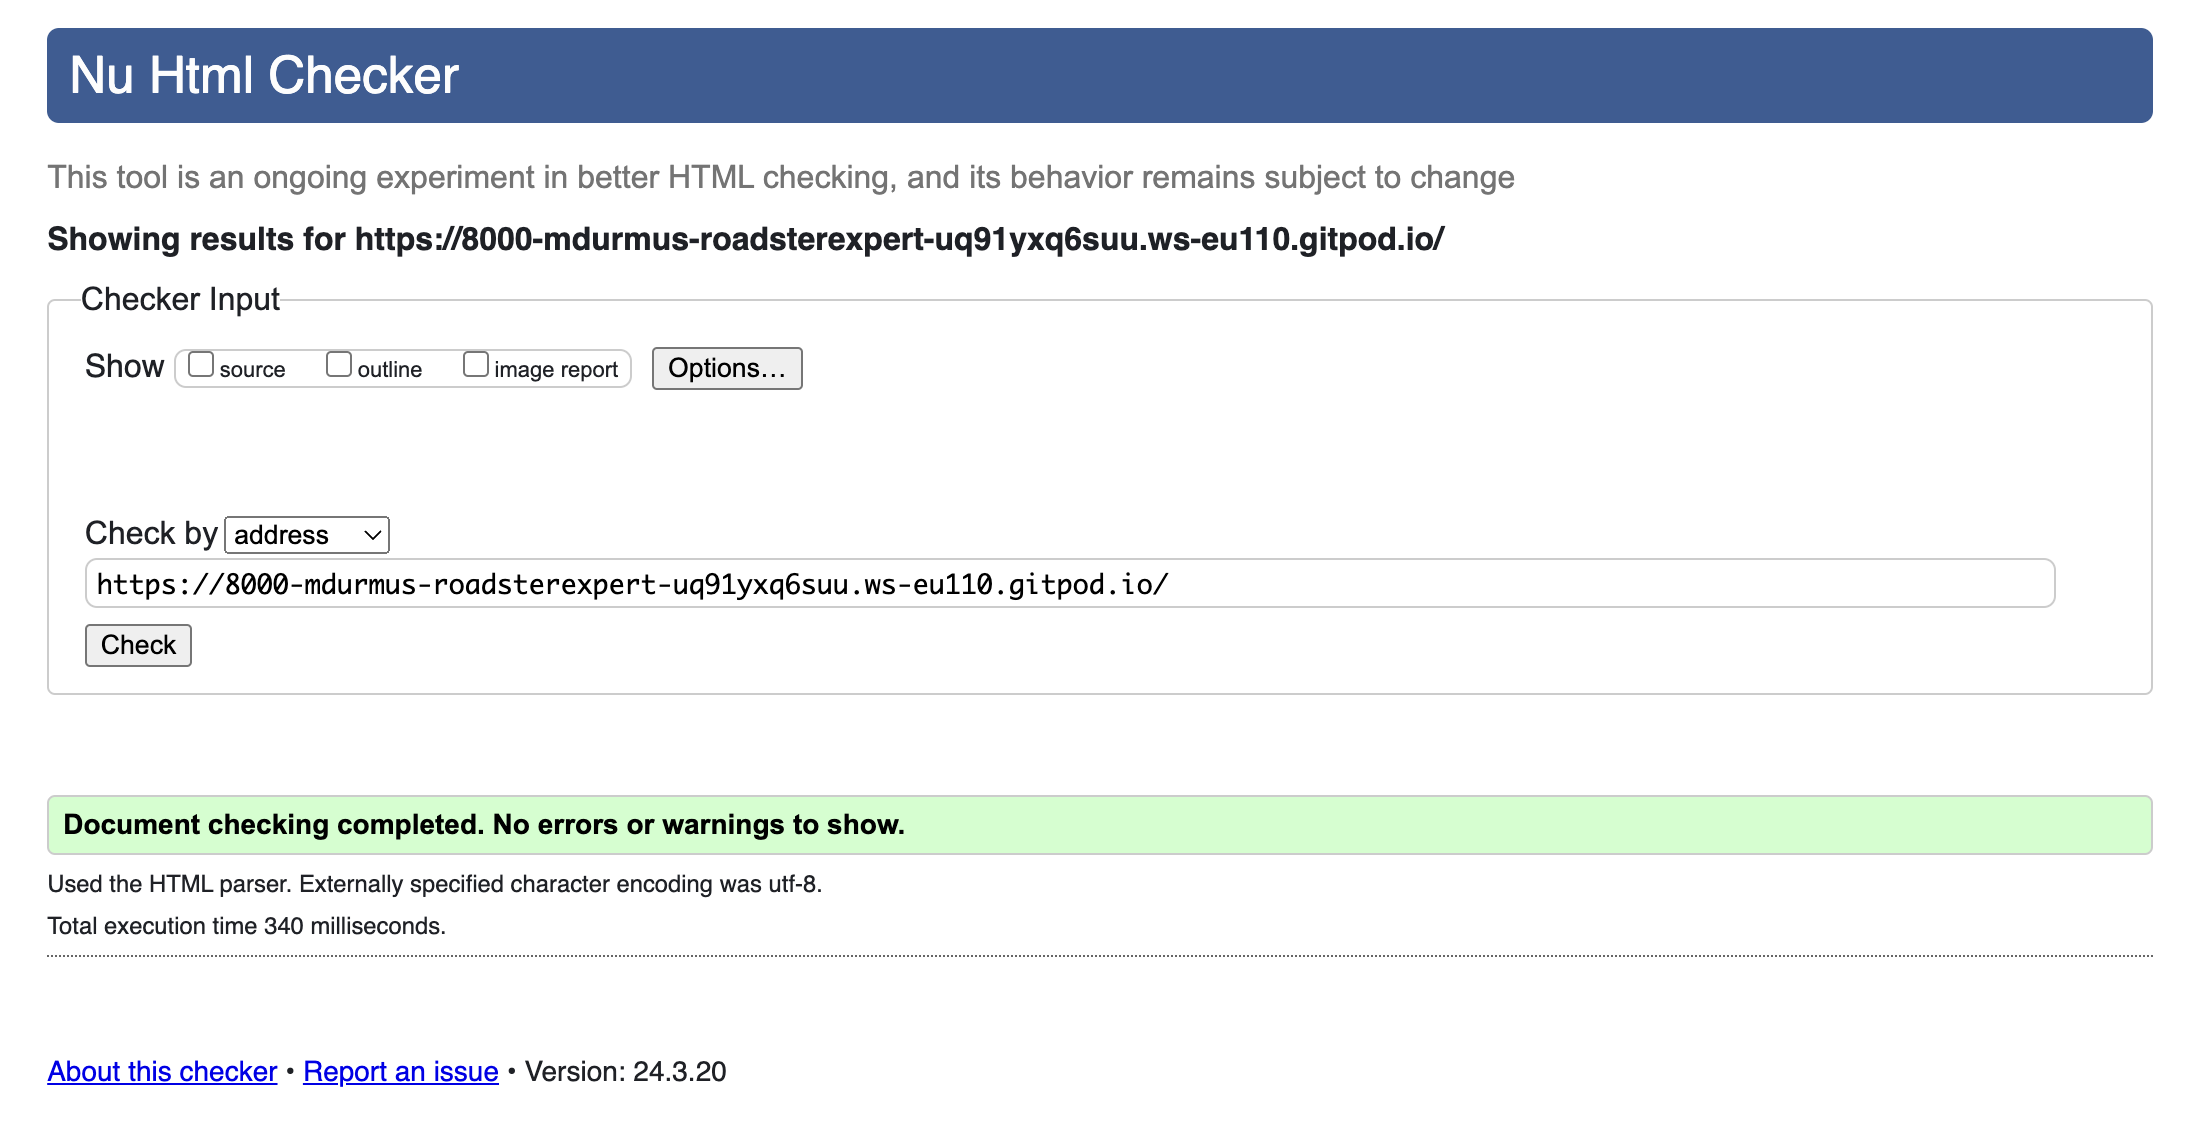 Nu Html Checker
This tool is an ongoing experiment in better HTML checking, and its behavior remains subject to change
Showing results for https://8000-mdurmus-roadsterexpert-uq91yxq6suu.ws-eu110.gitpod.io/
Checker Input
Show source outline image report Options…
Check by address
https://8000-mdurmus-roadsterexpert-uq91yxq6suu.ws-eu110.gitpod.io/
Check
Document checking completed. No errors or warnings to show.
Used the HTML parser. Externally specified character encoding was utf-8.
Total execution time 340 milliseconds.
About this checker • Report an issue • Version: 24.3.20